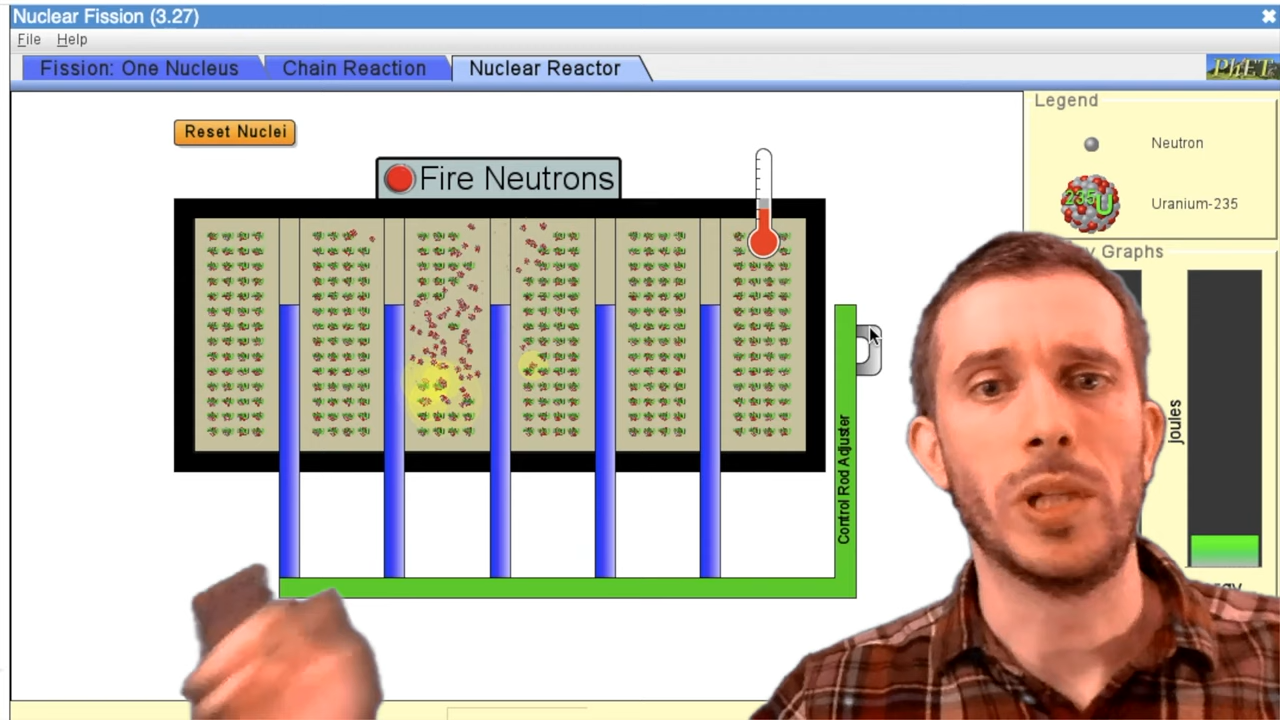 Nuclear Fission (3.27)
File Help
Fission: One Nucleus Chain Reaction Nuclear Reactor
PhET
Reset Nuclei
Fire Neutrons
Control Rod Adjuster
Legend
Neutron
235U
Uranium-235
Graphs
joules